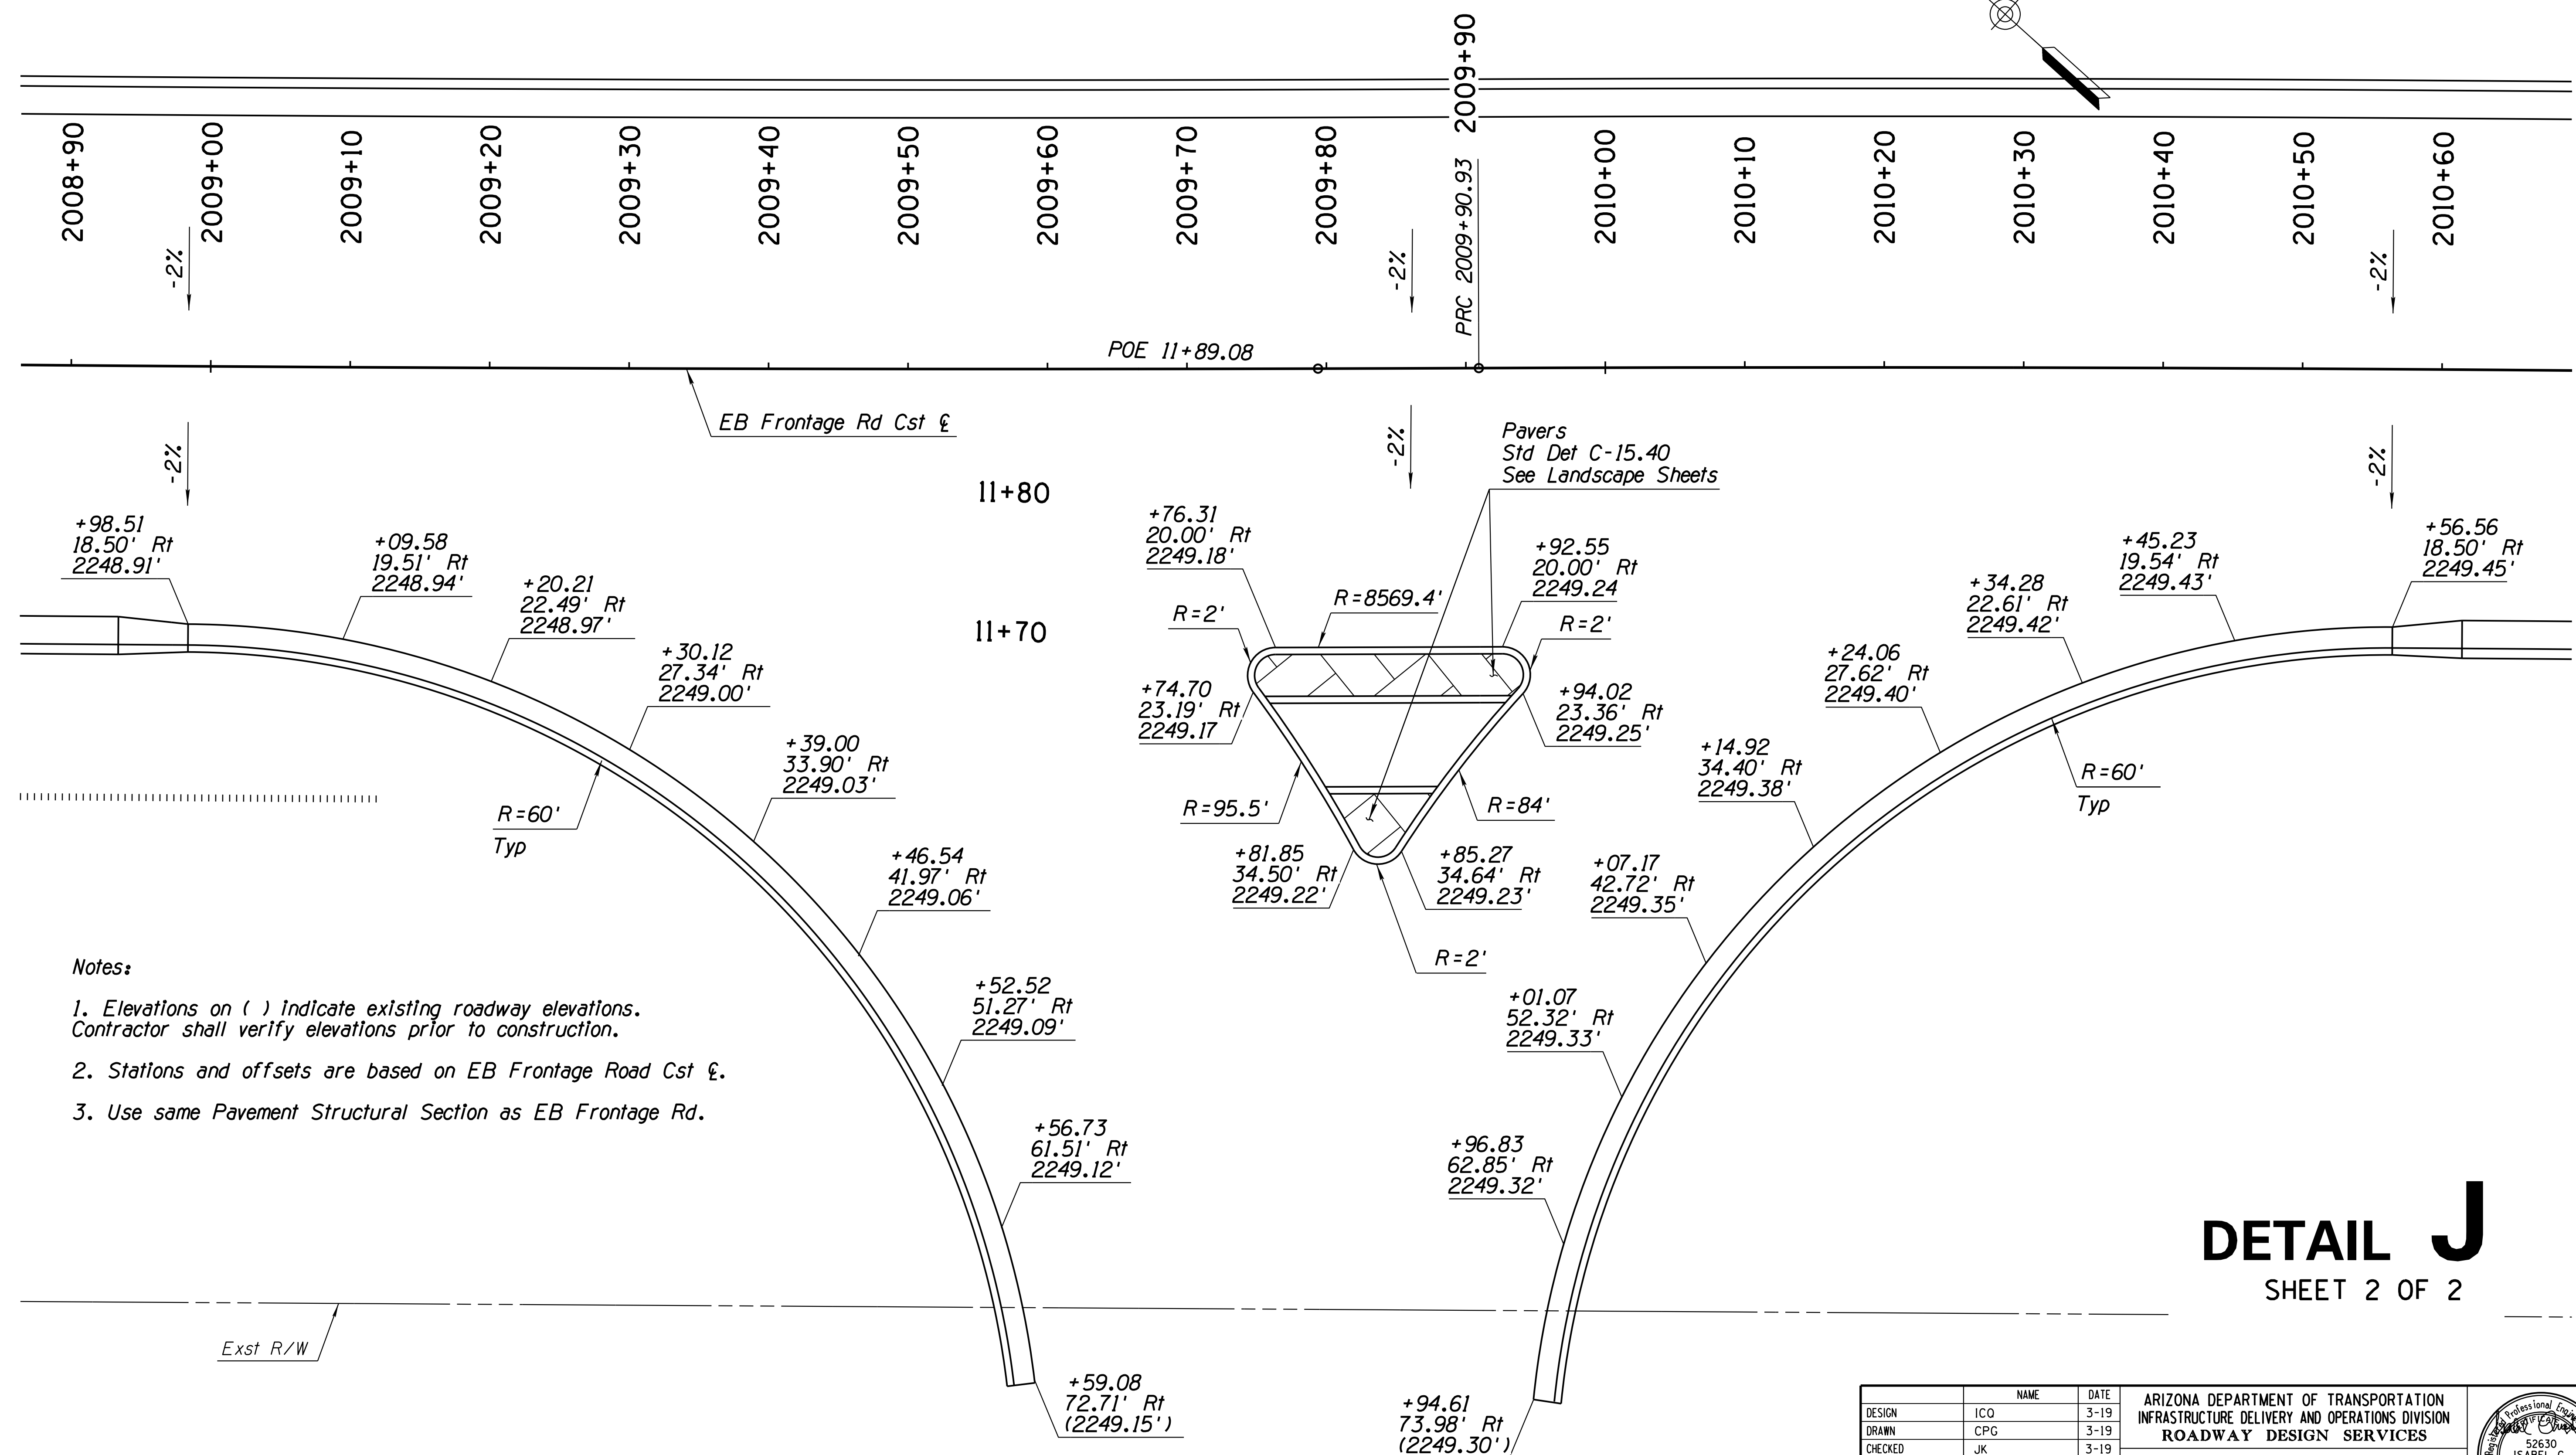 2008+90
2009+00
2009+10
2009+20
2009+30
2009+40
2009+50
2009+60
2009+70
2009+80
2009+90
2010+00
2010+10
2010+20
2010+30
2010+40
2010+50
2010+60
PRC 2009+90.93
-2%
-2%
-2%
POE 11+89.08
EB Frontage Rd Cst ℄
-2%
-2%
-2%
Pavers
Std Det C-15.40
See Landscape Sheets
11+80
11+70
+98.51
18.50' Rt
2248.91'
+09.58
19.51' Rt
2248.94'
+20.21
22.49' Rt
2248.97'
+30.12
27.34' Rt
2249.00'
+39.00
33.90' Rt
2249.03'
+46.54
41.97' Rt
2249.06'
+52.52
51.27' Rt
2249.09'
+56.73
61.51' Rt
2249.12'
+59.08
72.71' Rt
(2249.15')
R=60'
Typ
+76.31
20.00' Rt
2249.18'
R=2'
R=8569.4'
+92.55
20.00' Rt
2249.24
R=2'
+74.70
23.19' Rt
2249.17
+94.02
23.36' Rt
2249.25'
R=95.5'
R=84'
+81.85
34.50' Rt
2249.22'
+85.27
34.64' Rt
2249.23'
R=2'
+56.56
18.50' Rt
2249.45'
+45.23
19.54' Rt
2249.43'
+34.28
22.61' Rt
2249.42'
+24.06
27.62' Rt
2249.40'
+14.92
34.40' Rt
2249.38'
+07.17
42.72' Rt
2249.35'
+01.07
52.32' Rt
2249.33'
+96.83
62.85' Rt
2249.32'
+94.61
73.98' Rt
(2249.30')
R=60'
Typ
Notes:
1. Elevations on ( ) indicate existing roadway elevations.
Contractor shall verify elevations prior to construction.
2. Stations and offsets are based on EB Frontage Road Cst ℄.
3. Use same Pavement Structural Section as EB Frontage Rd.
Exst R/W
DETAIL J
SHEET 2 OF 2
NAME DATE
DESIGN ICQ 3-19
DRAWN CPG 3-19
CHECKED JK 3-19
ARIZONA DEPARTMENT OF TRANSPORTATION
INFRASTRUCTURE DELIVERY AND OPERATIONS DIVISION
ROADWAY DESIGN SERVICES
52630